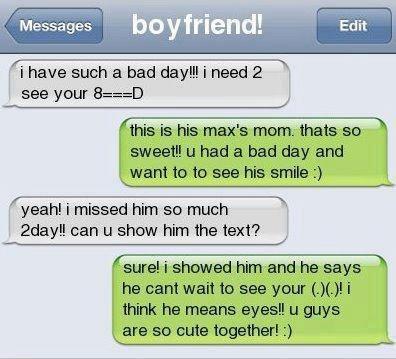 Messages boyfriend! Edit
i have such a bad day!!! i need 2
see your 8===D
this is his max's mom. thats so
sweet!! u had a bad day and
want to to see his smile :)
yeah! i missed him so much
2day!! can u show him the text?
sure! i showed him and he says
he cant wait to see your (.)(.)! i
think he means eyes!! u guys
are so cute together! :)